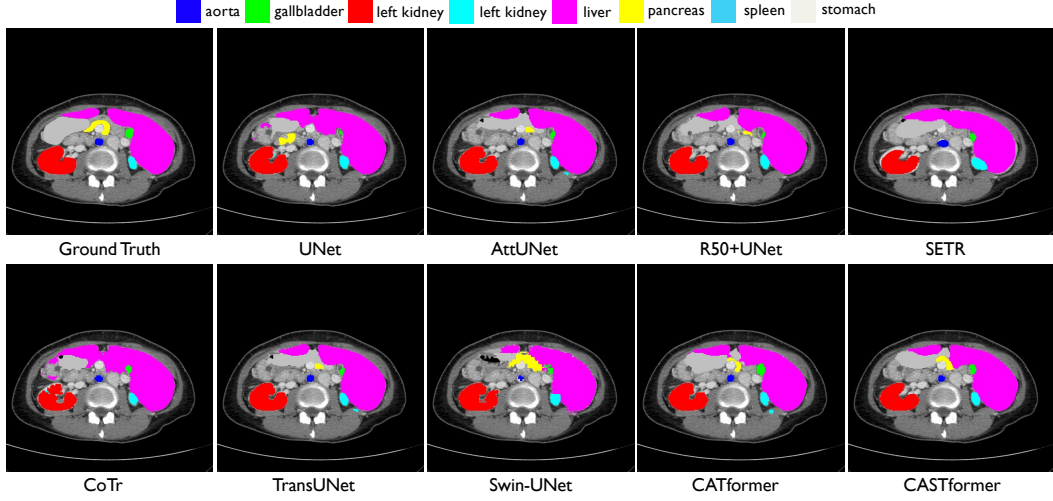 aorta gallbladder left kidney left kidney liver pancreas spleen stomach
Ground Truth UNet AttUNet R50+UNet SETR
CoTr TransUNet Swin-UNet CATformer CASTformer